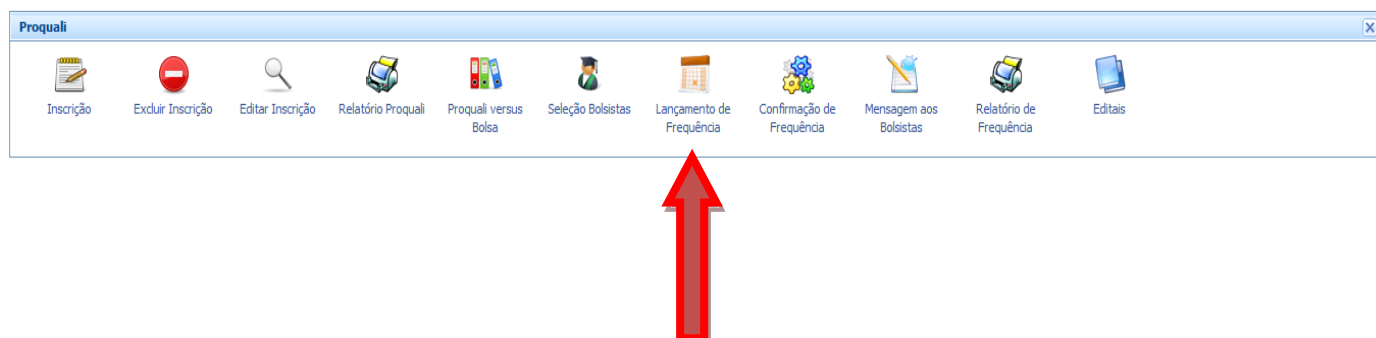 Proquali
Inscrição
Excluir Inscrição
Editar Inscrição
Relatório Proquali
Proquali versus
Bolsa
Seleção Bolsistas
Lançamento de
Frequência
Confirmação de
Frequência
Mensagem aos
Bolsistas
Relatório de
Frequência
Editais